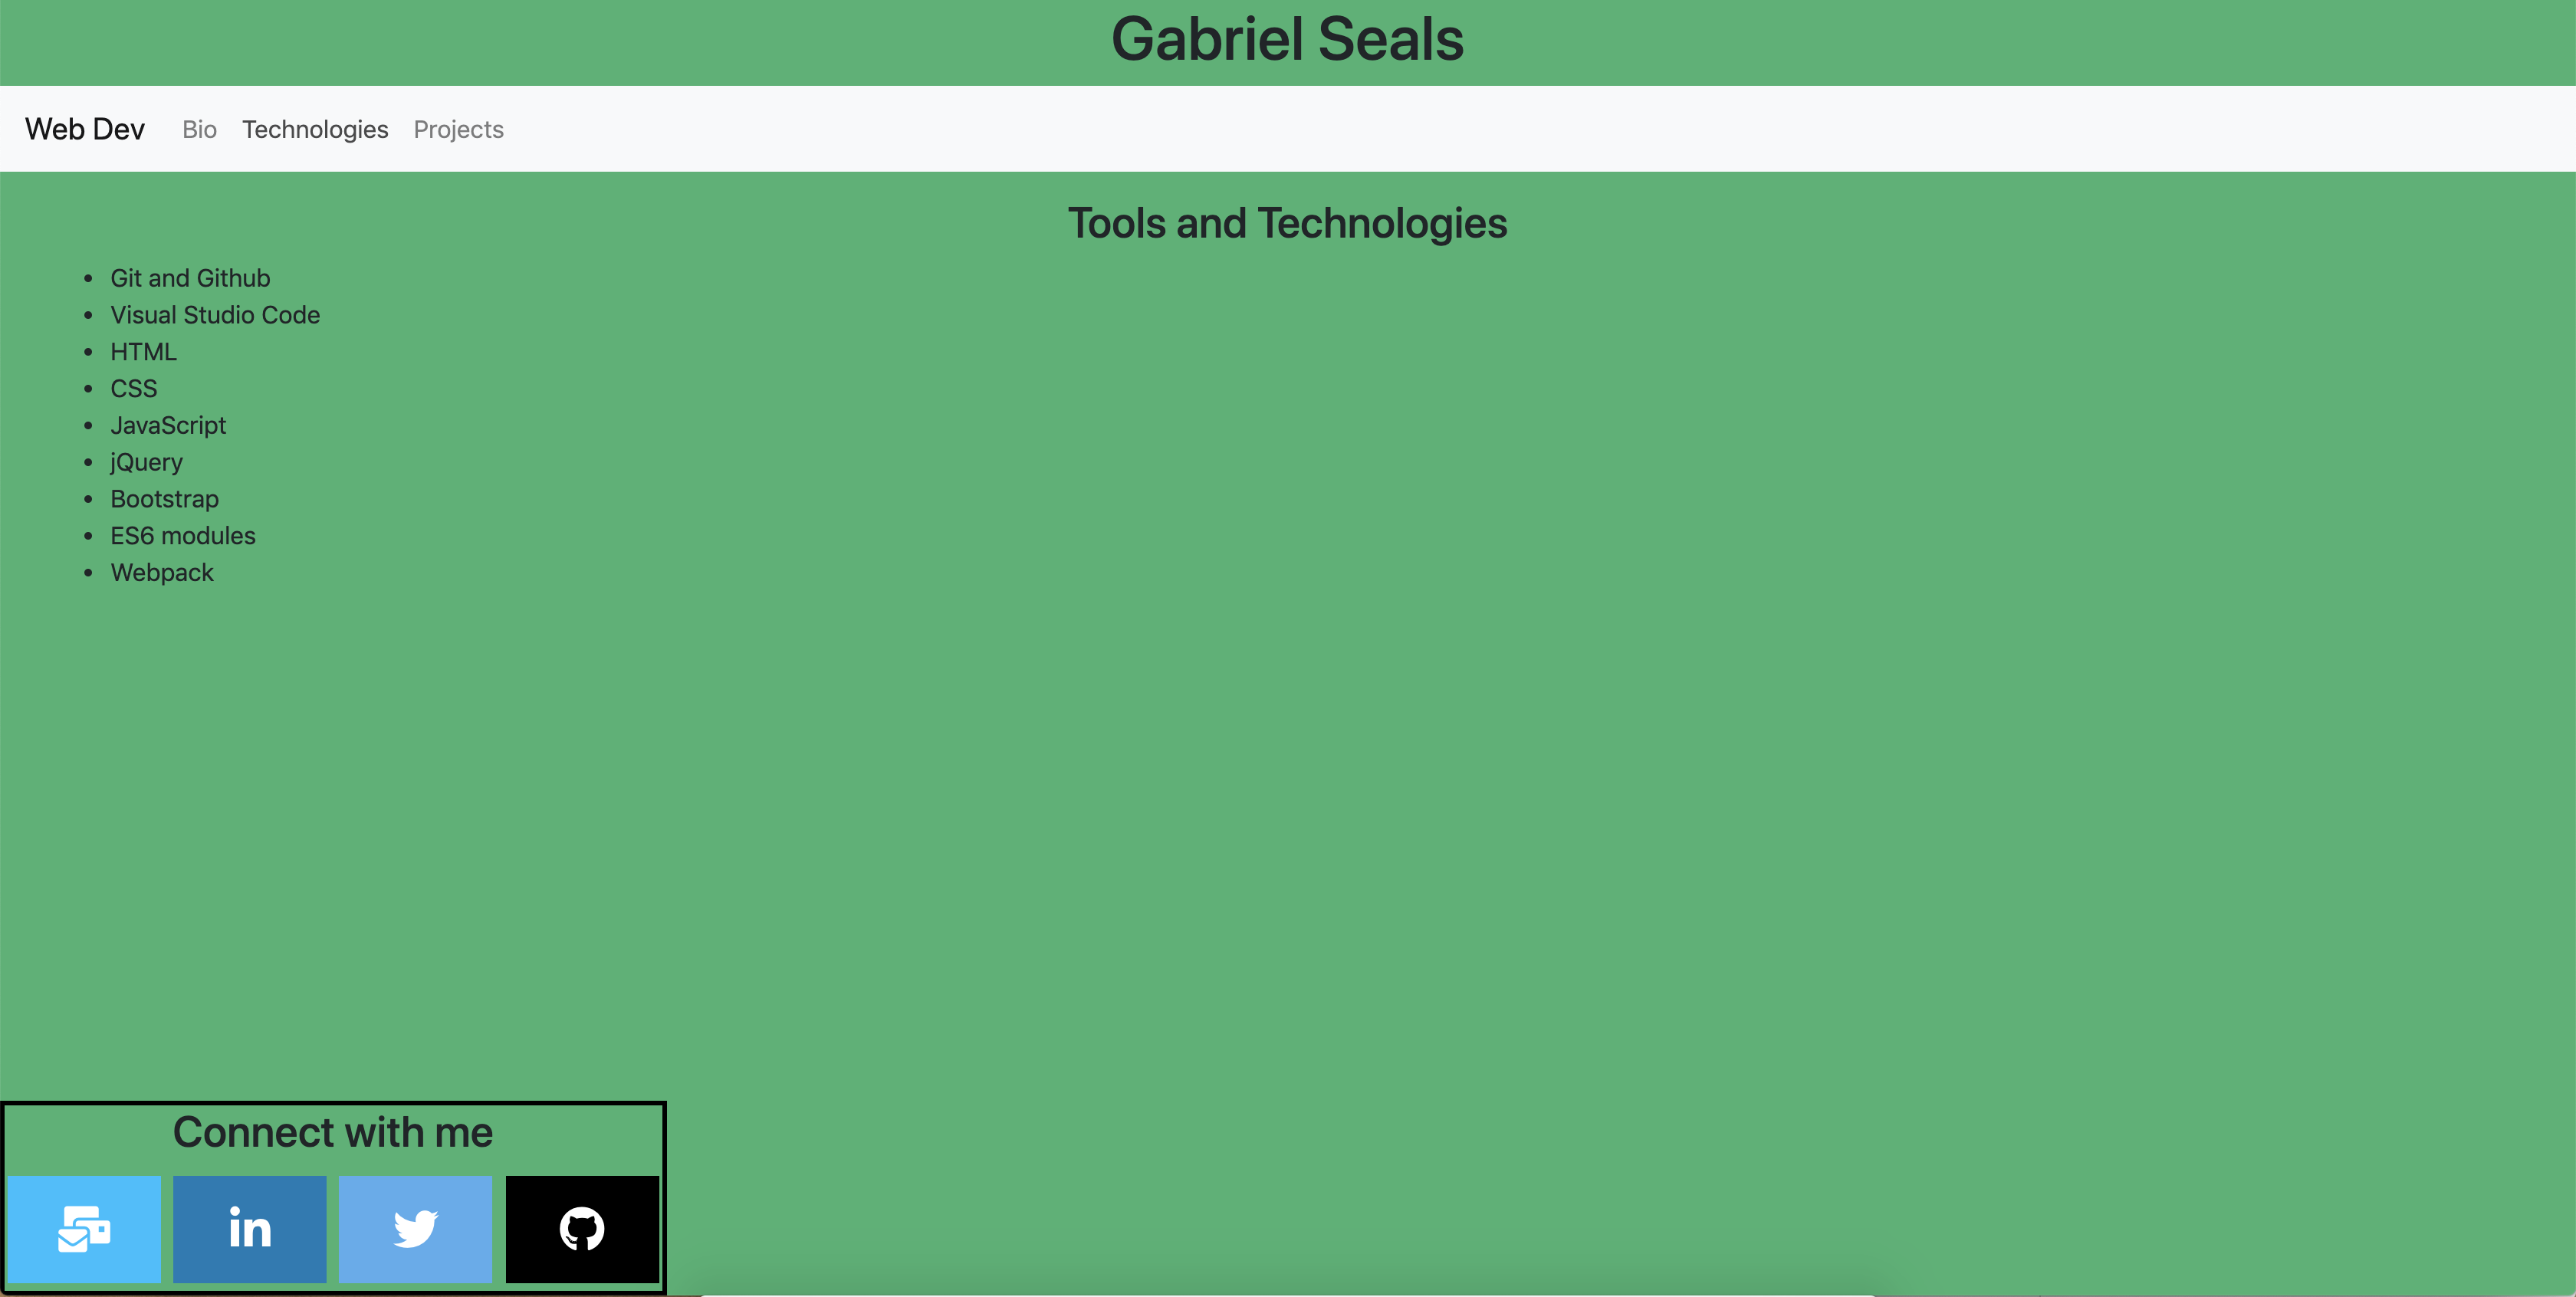 Gabriel Seals
Web Dev Bio Technologies Projects
Tools and Technologies
Git and Github
Visual Studio Code
HTML
CSS
JavaScript
jQuery
Bootstrap
ES6 modules
Webpack
Connect with me
in